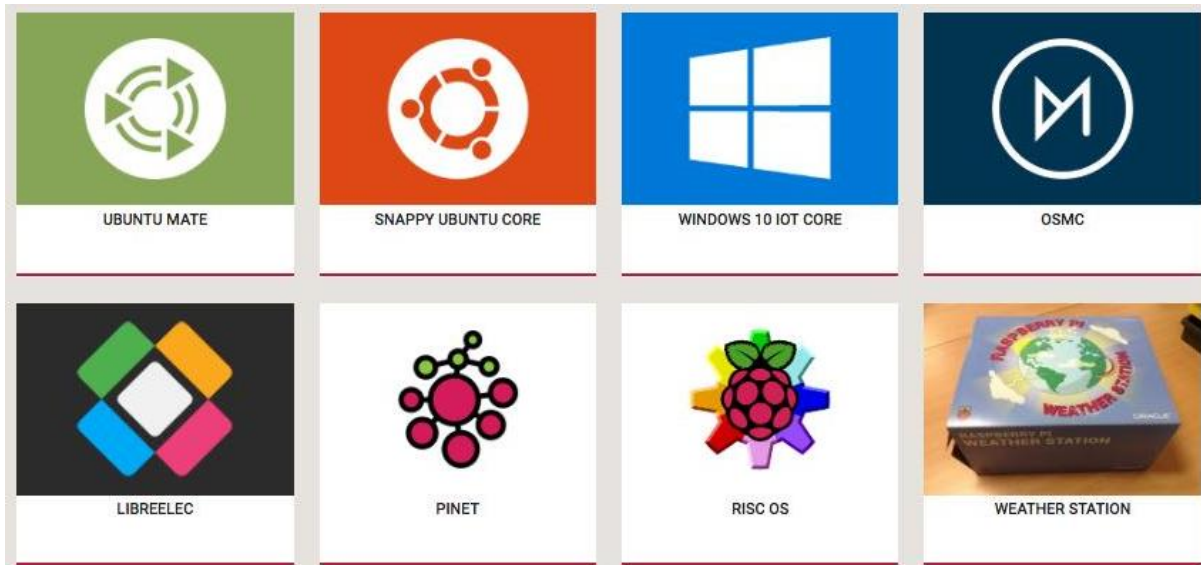 UBUNTU MATE
SNAPPY UBUNTU CORE
WINDOWS 10 IOT CORE
OSMC
RASPBERRY PI
WEATHER STATION
ORACLE
RASPBERRY PI
WEATHER STATION
LIBREELEC
PINET
RISC OS
WEATHER STATION